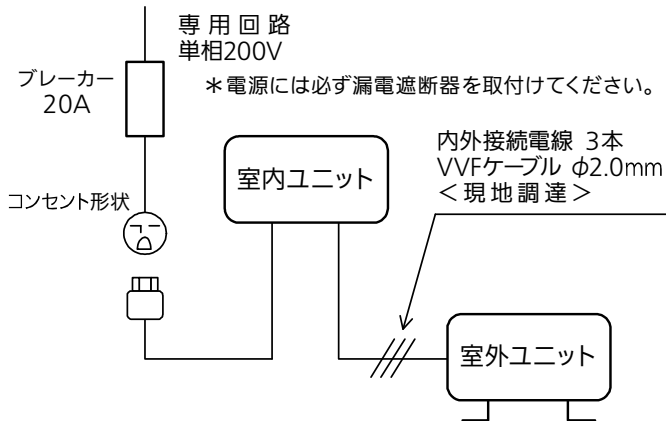 専用回路
単相200V
ブレーカー
20A
＊電源には必ず漏電遮断器を取付けてください。
内外接続電線 3本
VVFケーブル φ2.0mm
＜現地調達＞
室内ユニット
コンセント形状
室外ユニット